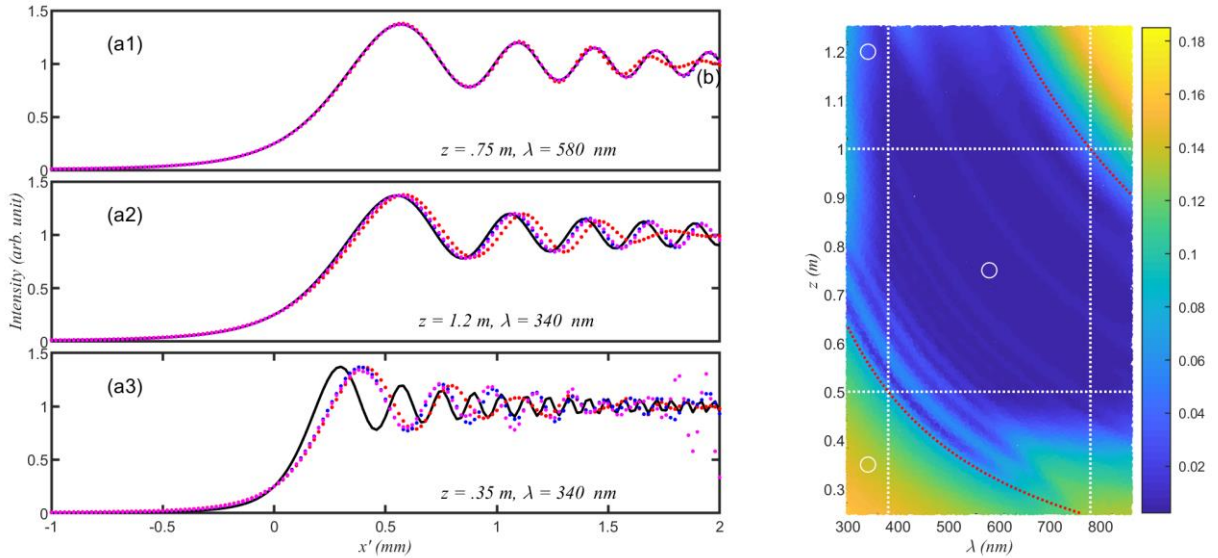 1.5
(a1)
1
0.5
z = .75 m, λ = 580 nm
0
1.5
(a2)
1
0.5
z = 1.2 m, λ = 340 nm
0
1.5
(a3)
1
0.5
z = .35 m, λ = 340 nm
0
-1 -0.5 0 0.5 1 1.5 2
x' (mm)
Intensity (arb. unit)
(b)
1.2
1.1
1
0.9
0.8
0.7
0.6
0.5
0.4
0.3
z (m)
300 400 500 600 700 800
λ (nm)
0.18
0.16
0.14
0.12
0.1
0.08
0.06
0.04
0.02